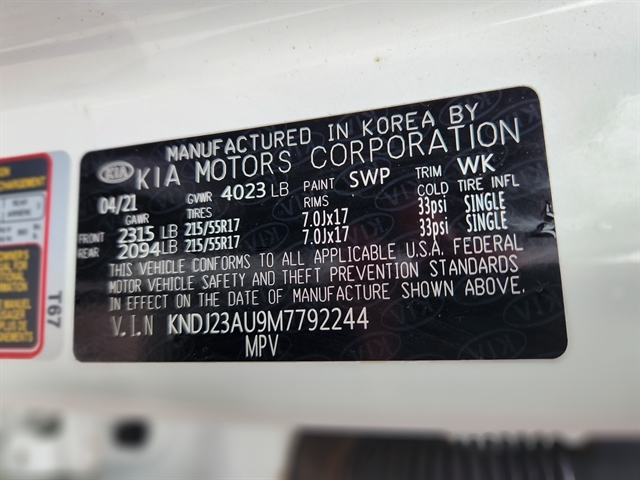 MANUFACTURED IN KOREA BY
KIA KIA MOTORS CORPORATION
04/21 GVWR 4023 LB PAINT SWP TRIM WK
GAWR TIRES RIMS COLD TIRE INFL
FRONT 2315 LB 215/55R17 7.0Jx17 33psi SINGLE
REAR 2094 LB 215/55R17 7.0Jx17 33psi SINGLE
THIS VEHICLE CONFORMS TO ALL APPLICABLE U.S.A. FEDERAL
MOTOR VEHICLE SAFETY AND THEFT PREVENTION STANDARDS
IN EFFECT ON THE DATE OF MANUFACTURE SHOWN ABOVE.
V.I.N KNDJ23AU9M7792244
MPV
T67